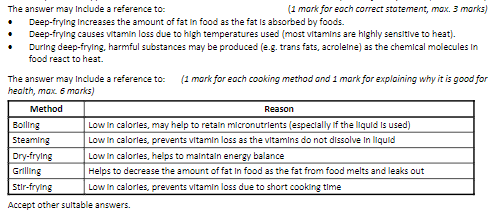 The answer may include a reference to: (1 mark for each correct statement, max. 3 marks)
• Deep-frying increases the amount of fat in food as the fat is absorbed by foods.
• Deep-frying causes vitamin loss due to high temperatures used (most vitamins are highly sensitive to heat).
• During deep-frying, harmful substances may be produced (e.g. trans fats, acroleine) as the chemical molecules in
food react to heat.
The answer may include a reference to: (1 mark for each cooking method and 1 mark for explaining why it is good for
health, max. 6 marks)
Method Reason
Boiling Low in calories, may help to retain micronutrients (especially if the liquid is used)
Steaming Low in calories, prevents vitamin loss as the vitamins do not dissolve in liquid
Dry-frying Low in calories, helps to maintain energy balance
Grilling Helps to decrease the amount of fat in food as the fat from food melts and leaks out
Stir-frying Low in calories, prevents vitamin loss due to short cooking time
Accept other suitable answers.